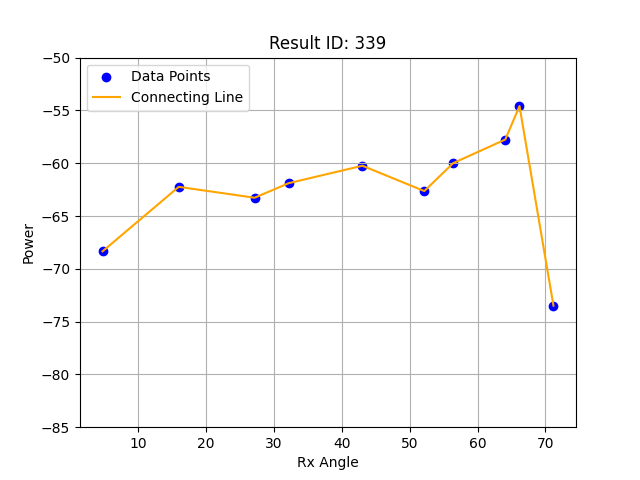 Result ID: 339
Data Points
Connecting Line
Power
−50
−55
−60
−65
−70
−75
−80
−85
10 20 30 40 50 60 70
Rx Angle